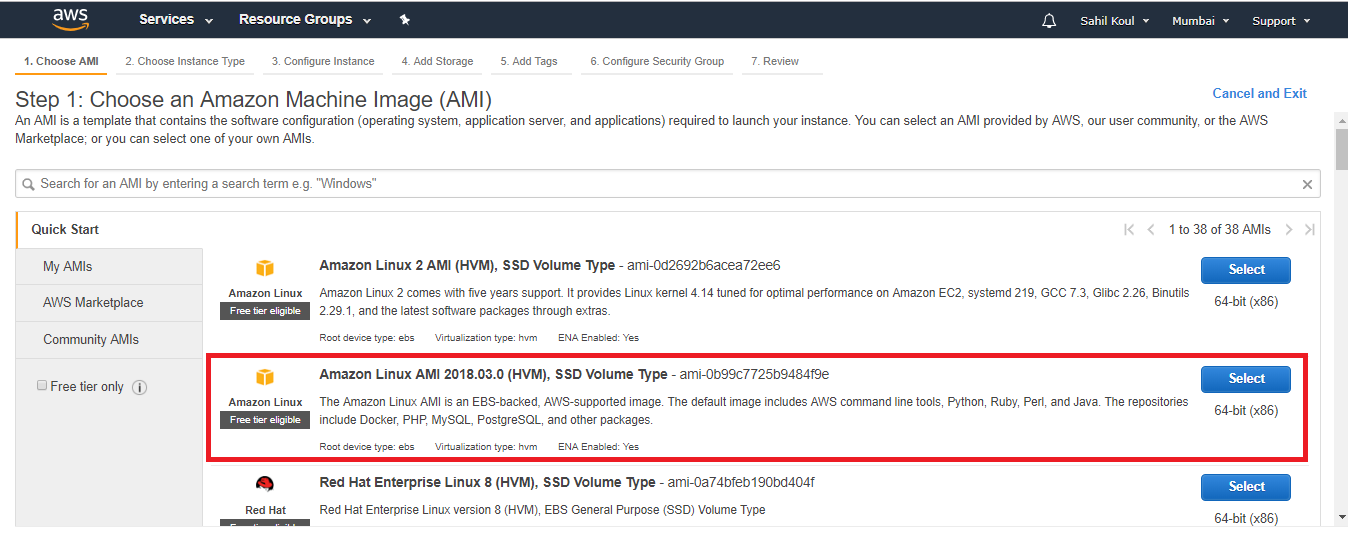 aws
Services Resource Groups Sahil Koul Mumbai Support
1. Choose AMI 2. Choose Instance Type 3. Configure Instance 4. Add Storage 5. Add Tags 6. Configure Security Group 7. Review
Step 1: Choose an Amazon Machine Image (AMI)
Cancel and Exit
An AMI is a template that contains the software configuration (operating system, application server, and applications) required to launch your instance. You can select an AMI provided by AWS, our user community, or the AWS
Marketplace; or you can select one of your own AMIs.
Search for an AMI by entering a search term e.g. "Windows"
Quick Start
1 to 38 of 38 AMIs
My AMIs
AWS Marketplace
Community AMIs
Free tier only
Amazon Linux
Free tier eligible
Amazon Linux 2 AMI (HVM), SSD Volume Type - ami-0d2692b6acea72ee6
Amazon Linux 2 comes with five years support. It provides Linux kernel 4.14 tuned for optimal performance on Amazon EC2, systemd 219, GCC 7.3, Glibc 2.26, Binutils
2.29.1, and the latest software packages through extras.
Root device type: ebs Virtualization type: hvm ENA Enabled: Yes
Select
64-bit (x86)
Amazon Linux
Free tier eligible
Amazon Linux AMI 2018.03.0 (HVM), SSD Volume Type - ami-0b99c7725b9484f9e
The Amazon Linux AMI is an EBS-backed, AWS-supported image. The default image includes AWS command line tools, Python, Ruby, Perl, and Java. The repositories
include Docker, PHP, MySQL, PostgreSQL, and other packages.
Root device type: ebs Virtualization type: hvm ENA Enabled: Yes
Select
64-bit (x86)
Red Hat
Free tier eligible
Red Hat Enterprise Linux 8 (HVM), SSD Volume Type - ami-0a74bfeb190bd404f
Red Hat Enterprise Linux version 8 (HVM), EBS General Purpose (SSD) Volume Type
Select
64-bit (x86)